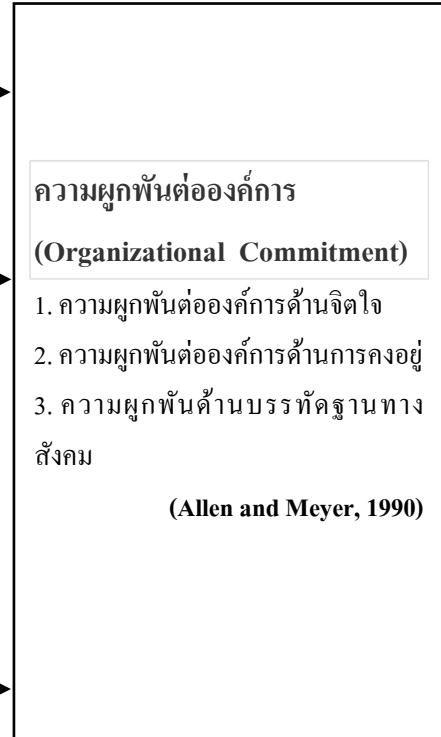 ความผูกพันต่อองค์การ
(Organizational Commitment)
1. ความผูกพันต่อองค์การด้านจิตใจ
2. ความผูกพันต่อองค์การด้านการคงอยู่
3. ความผูกพันด้านบรรทัดฐานทาง
สังคม
(Allen and Meyer, 1990)